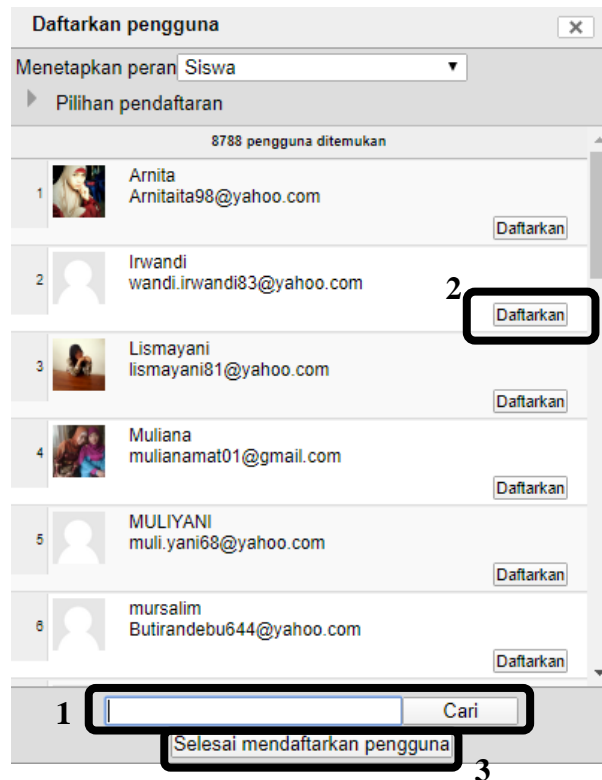 Daftarkan pengguna
Menetapkan peran Siswa
Pilihan pendaftaran
8788 pengguna ditemukan
1
Arnita
Arnitaita98@yahoo.com
Daftarkan
2
Irwandi
wandi.irwandi83@yahoo.com
2
Daftarkan
3
Lismayani
lismayani81@yahoo.com
Daftarkan
4
Muliana
mulianamat01@gmail.com
Daftarkan
5
MULIYANI
muli.yani68@yahoo.com
Daftarkan
6
mursalim
Butirandebu644@yahoo.com
Daftarkan
1
Cari
Selesai mendaftarkan pengguna
3